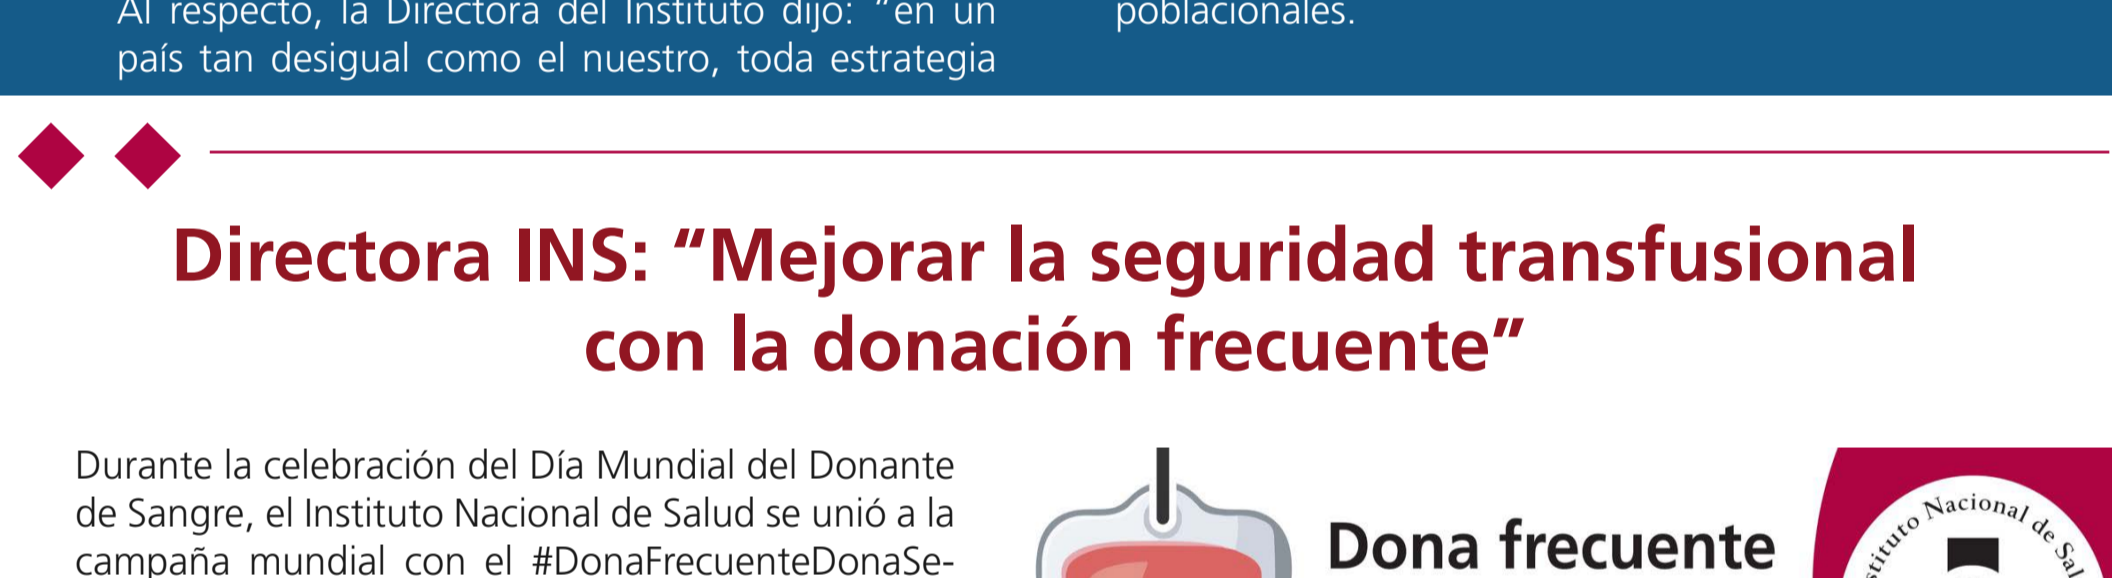 Al respecto, la Directora del Instituto dijo: "en un
país tan desigual como el nuestro, toda estrategia
poblacionales.
Directora INS: “Mejorar la seguridad transfusional
con la donación frecuente”
Durante la celebración del Día Mundial del Donante
de Sangre, el Instituto Nacional de Salud se unió a la
campaña mundial con el #DonaFrecuenteDonaSe-
Dona frecuente
Nacional de